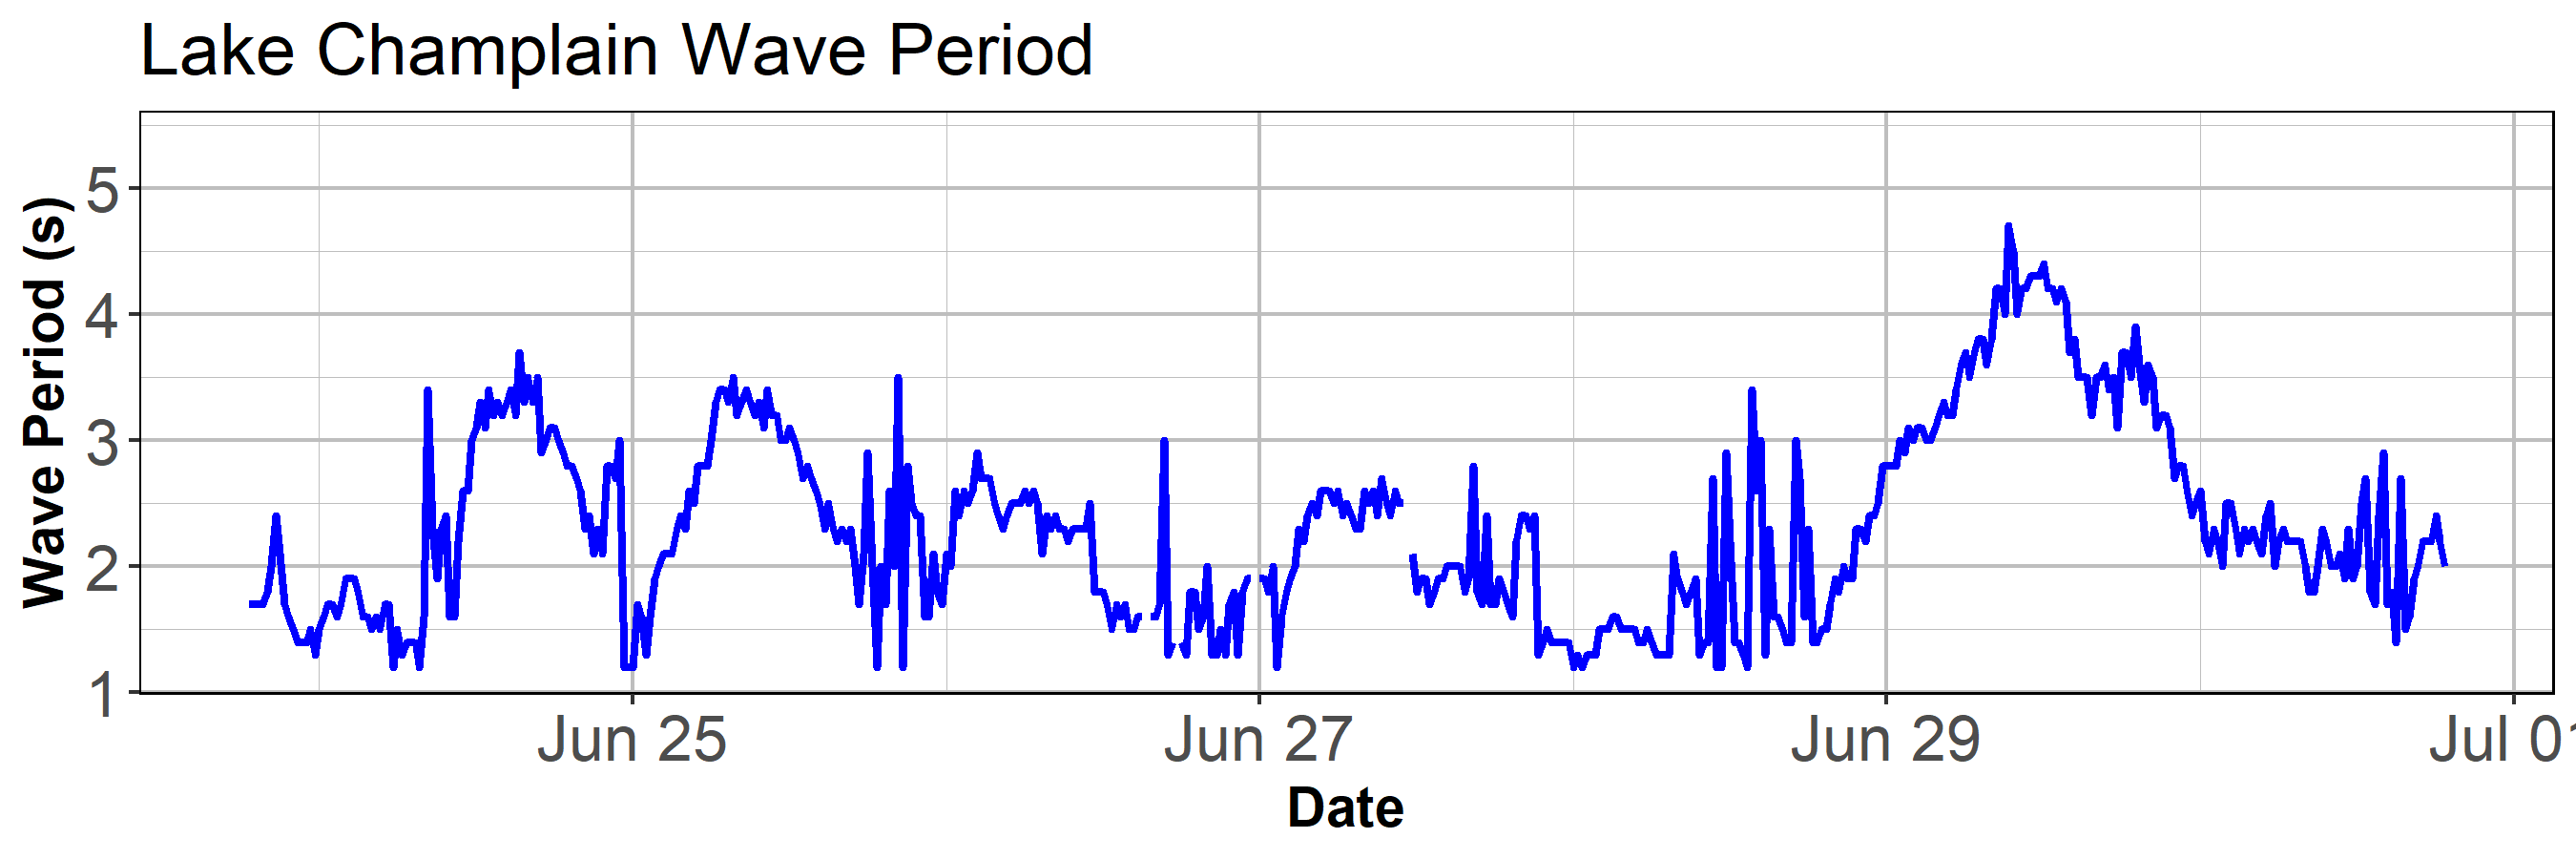 Lake Champlain Wave Period
Wave Period (s)
5
4
3
2
1
Jun 25
Jun 27
Jun 29
Jul 01
Date